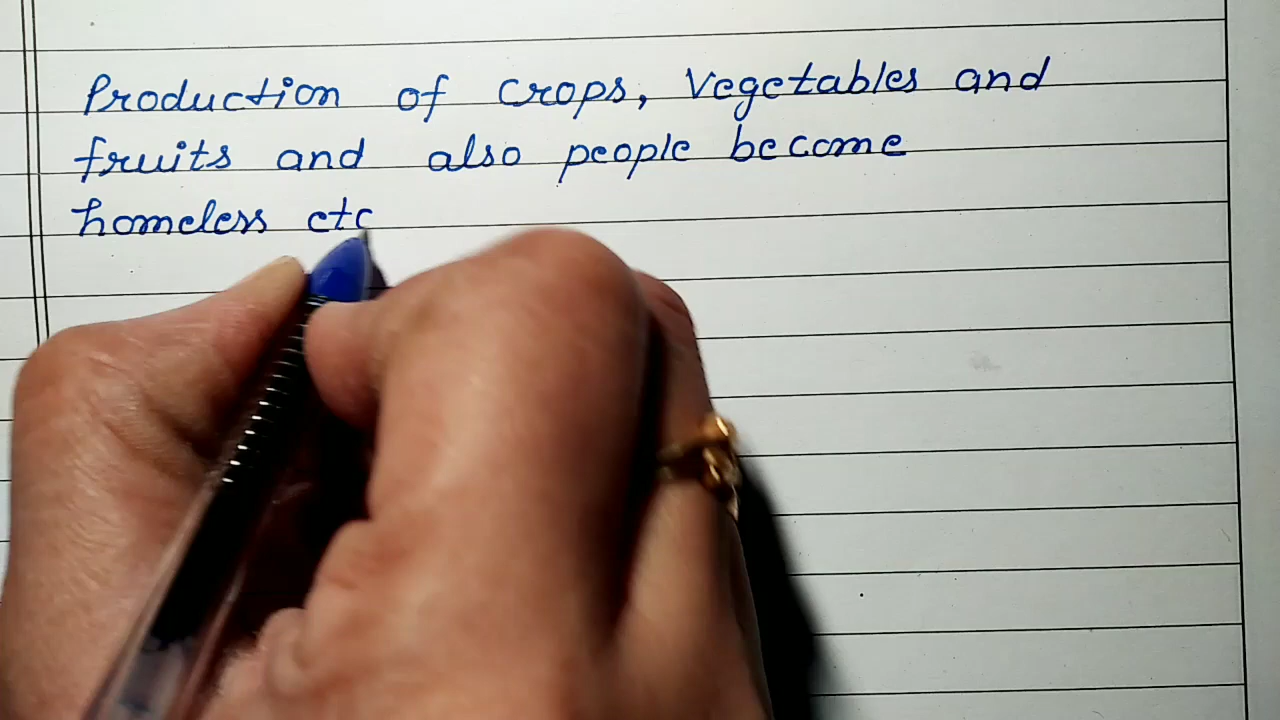 Production of crops, Vegetables and
fruits and also people become
homeless etc